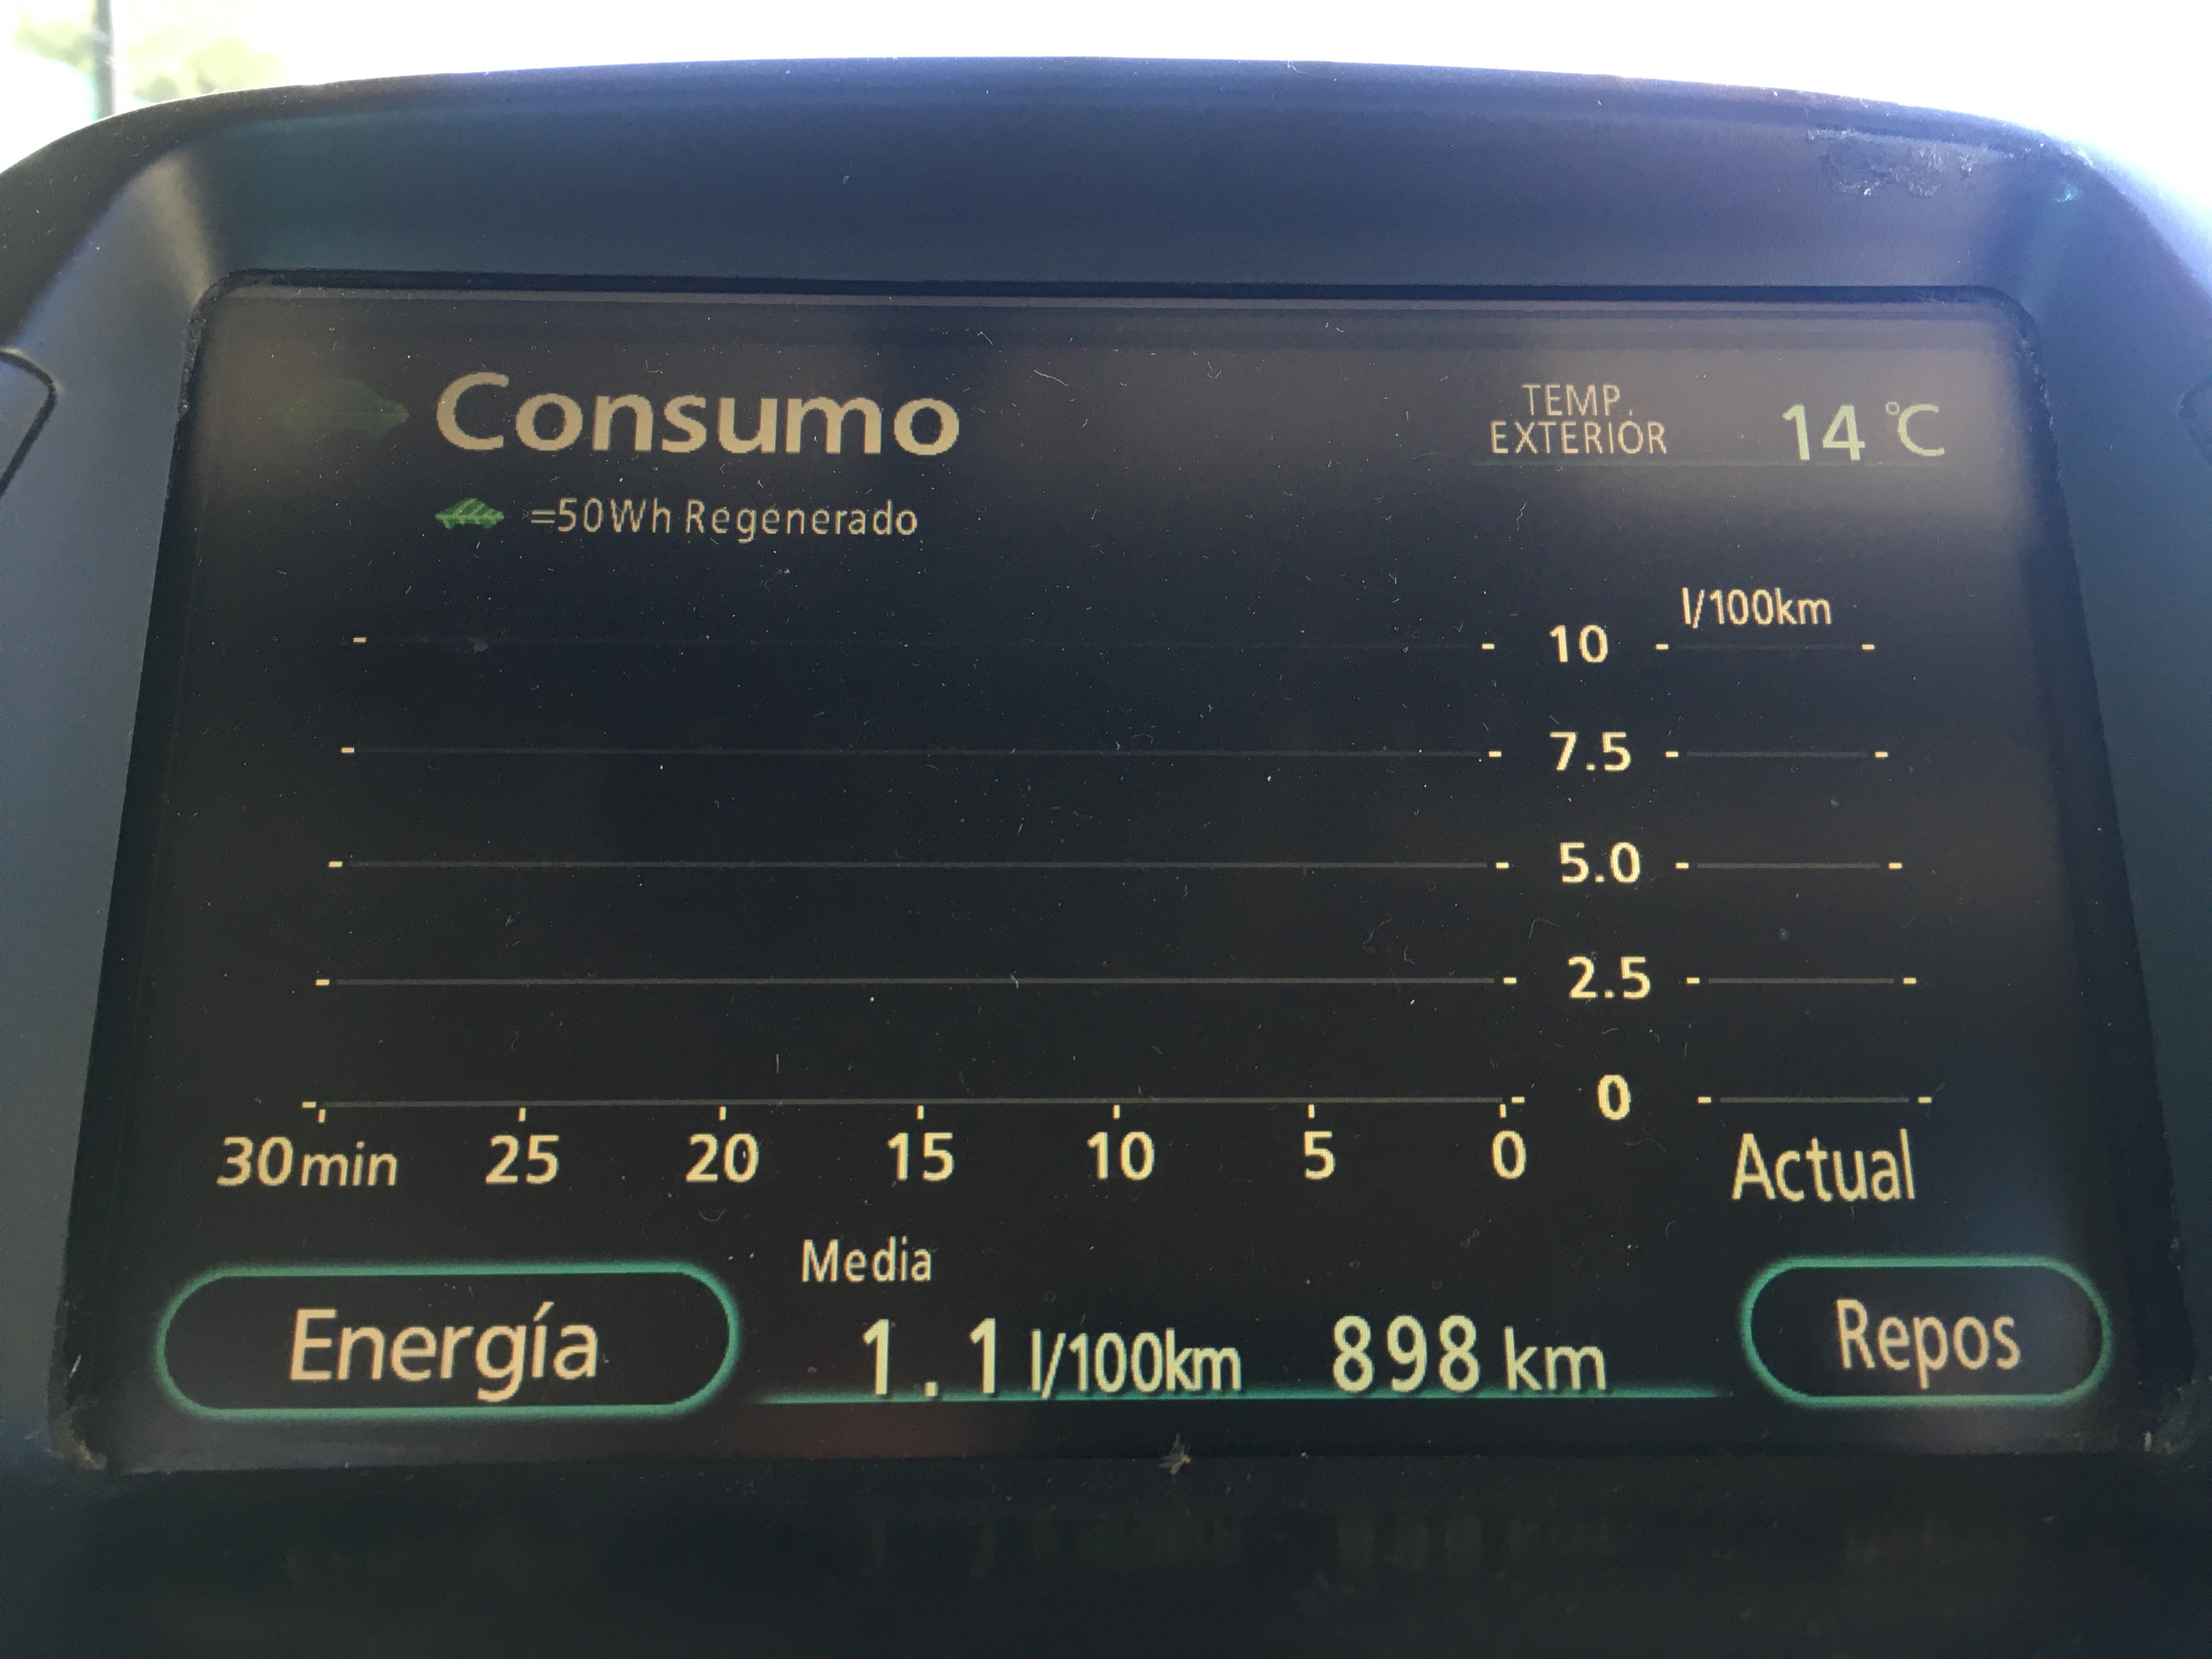 Consumo
TEMP. EXTERIOR 14 °C
=50Wh Regenerado
l/100km
10
7.5
5.0
2.5
0
30min 25 20 15 10 5 0 Actual
Media
Energía 1.1 l/100km 898 km Repos